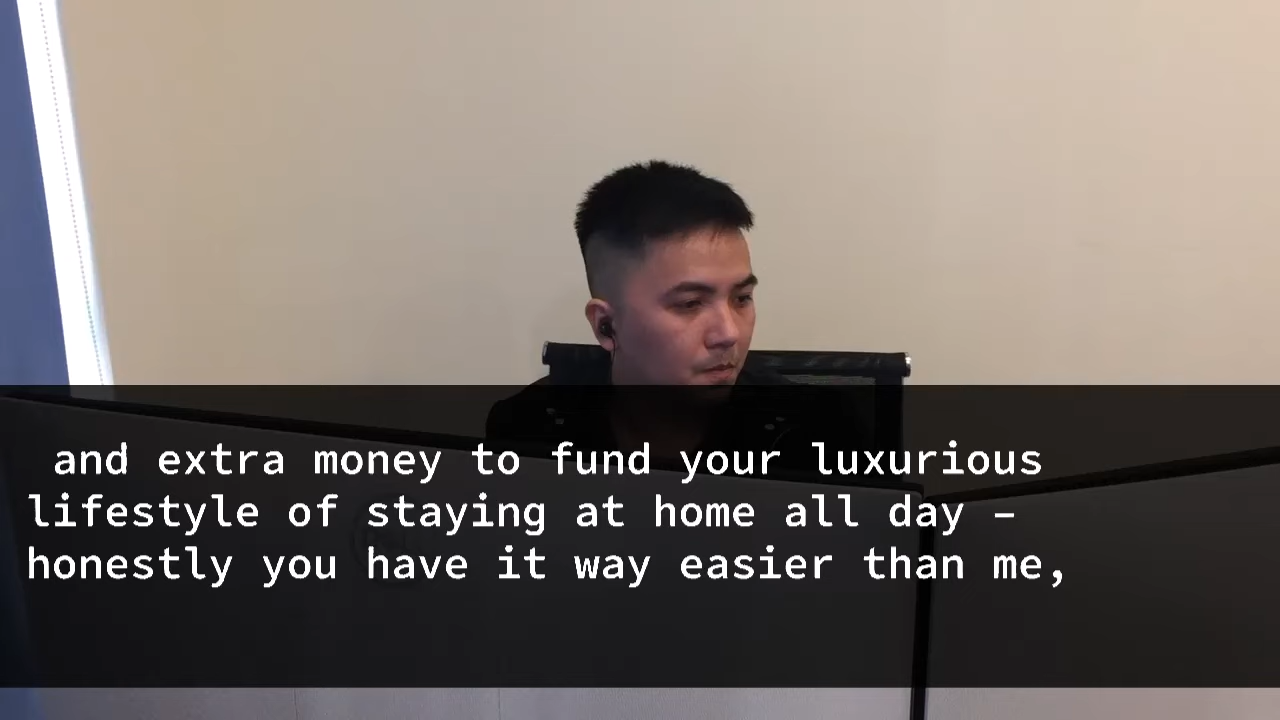 and extra money to fund your luxurious
lifestyle of staying at home all day –
honestly you have it way easier than me,